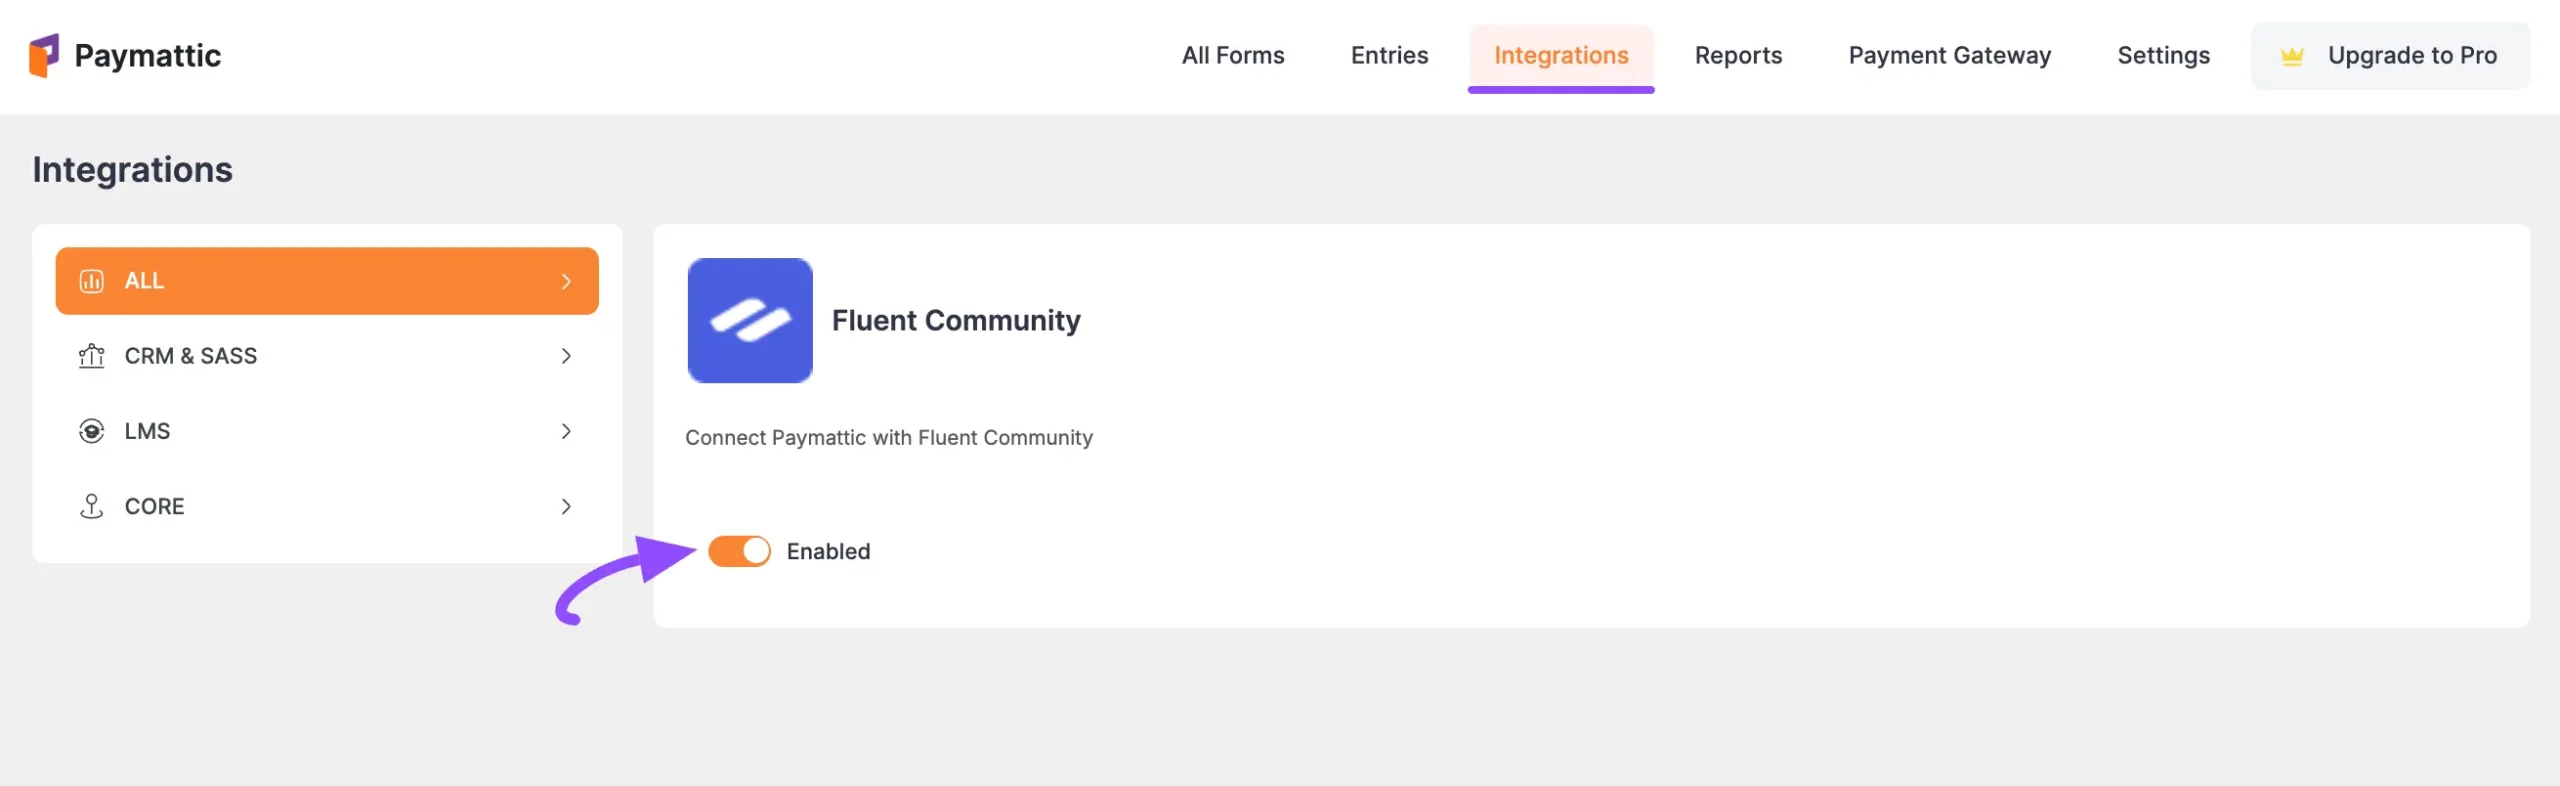 Paymattic
All Forms
Entries
Integrations
Reports
Payment Gateway
Settings
Upgrade to Pro
Integrations
ALL
CRM & SASS
LMS
CORE
Fluent Community
Connect Paymattic with Fluent Community
Enabled